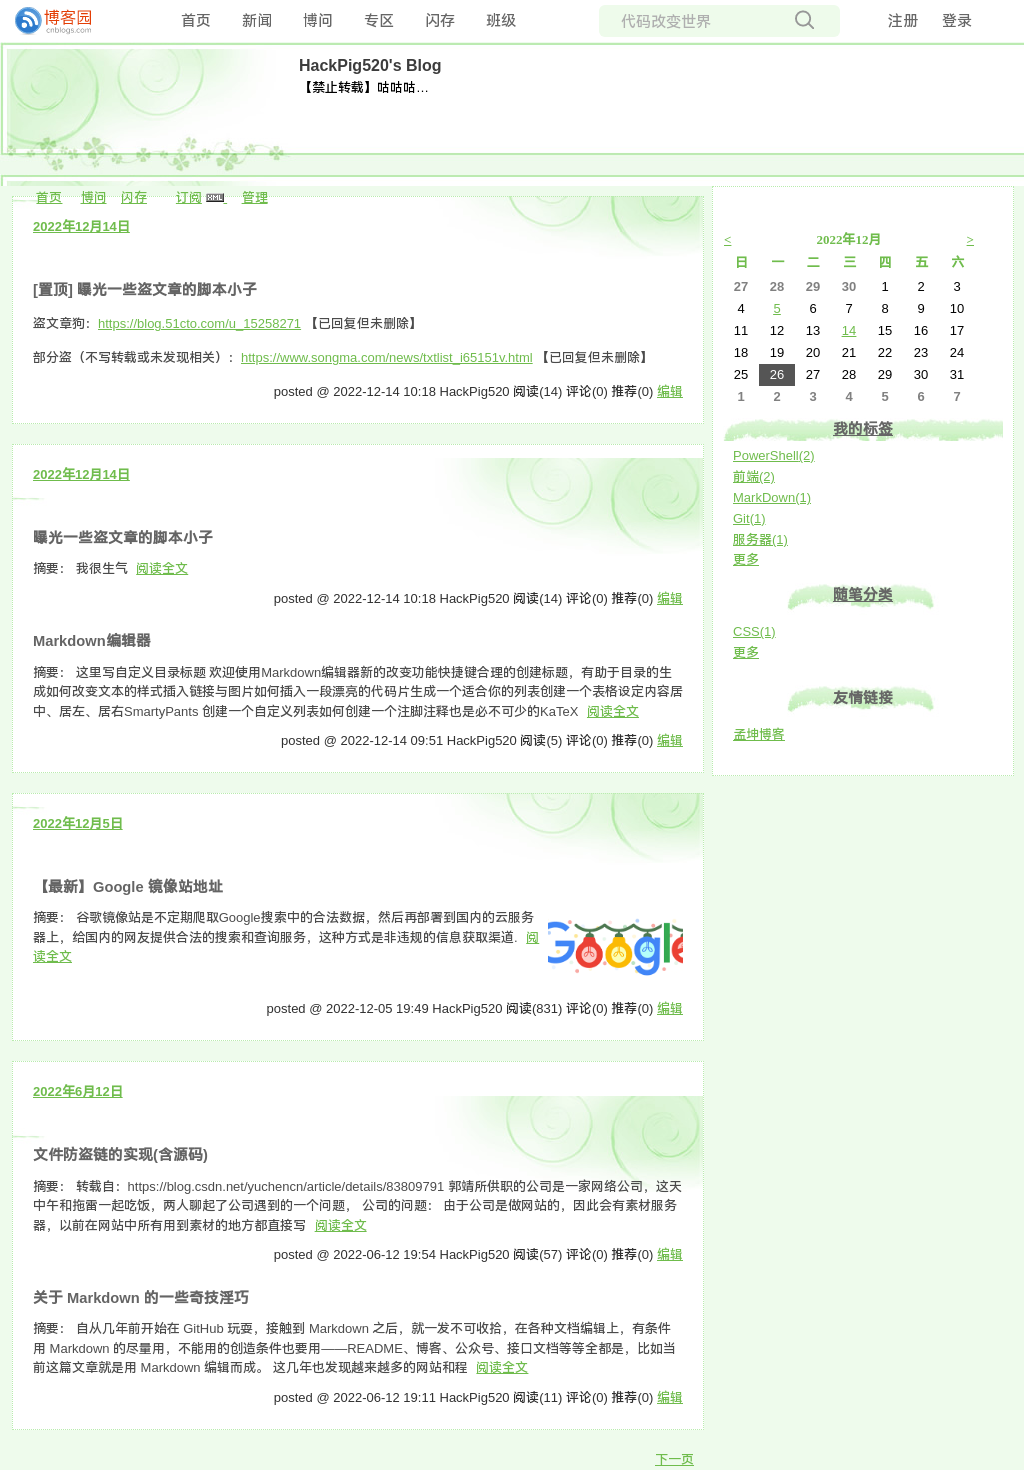 博客园
cnblogs.com
首页 新闻 博问 专区 闪存 班级
代码改变世界
注册 登录
HackPig520's Blog
【禁止转载】咕咕咕…
首页 博问 闪存 订阅 XML 管理
2022年12月14日
[置顶] 曝光一些盗文章的脚本小子
盗文章狗：https://blog.51cto.com/u_15258271 【已回复但未删除】
部分盗（不写转载或未发现相关）：https://www.songma.com/news/txtlist_i65151v.html 【已回复但未删除】
posted @ 2022-12-14 10:18 HackPig520 阅读(14) 评论(0) 推荐(0) 编辑
2022年12月14日
曝光一些盗文章的脚本小子
摘要： 我很生气 阅读全文
posted @ 2022-12-14 10:18 HackPig520 阅读(14) 评论(0) 推荐(0) 编辑
Markdown编辑器
摘要： 这里写自定义目录标题 欢迎使用Markdown编辑器新的改变功能快捷键合理的创建标题，有助于目录的生
成如何改变文本的样式插入链接与图片如何插入一段漂亮的代码片生成一个适合你的列表创建一个表格设定内容居
中、居左、居右SmartyPants 创建一个自定义列表如何创建一个注脚注释也是必不可少的KaTeX 阅读全文
posted @ 2022-12-14 09:51 HackPig520 阅读(5) 评论(0) 推荐(0) 编辑
2022年12月5日
【最新】Google 镜像站地址
摘要： 谷歌镜像站是不定期爬取Google搜索中的合法数据，然后再部署到国内的云服务
器上，给国内的网友提供合法的搜索和查询服务，这种方式是非违规的信息获取渠道. 阅
读全文
Google
posted @ 2022-12-05 19:49 HackPig520 阅读(831) 评论(0) 推荐(0) 编辑
2022年6月12日
文件防盗链的实现(含源码)
摘要： 转载自：https://blog.csdn.net/yuchencn/article/details/83809791 郭靖所供职的公司是一家网络公司，这天
中午和拖雷一起吃饭，两人聊起了公司遇到的一个问题， 公司的问题： 由于公司是做网站的，因此会有素材服务
器，以前在网站中所有用到素材的地方都直接写 阅读全文
posted @ 2022-06-12 19:54 HackPig520 阅读(57) 评论(0) 推荐(0) 编辑
关于 Markdown 的一些奇技淫巧
摘要： 自从几年前开始在 GitHub 玩耍，接触到 Markdown 之后，就一发不可收拾，在各种文档编辑上，有条件
用 Markdown 的尽量用，不能用的创造条件也要用——README、博客、公众号、接口文档等等全都是，比如当
前这篇文章就是用 Markdown 编辑而成。 这几年也发现越来越多的网站和程 阅读全文
posted @ 2022-06-12 19:11 HackPig520 阅读(11) 评论(0) 推荐(0) 编辑
下一页
< 2022年12月 >
日 一 二 三 四 五 六
27 28 29 30 1 2 3
4 5 6 7 8 9 10
11 12 13 14 15 16 17
18 19 20 21 22 23 24
25 26 27 28 29 30 31
1 2 3 4 5 6 7
我的标签
PowerShell(2)
前端(2)
MarkDown(1)
Git(1)
服务器(1)
更多
随笔分类
CSS(1)
更多
友情链接
孟坤博客